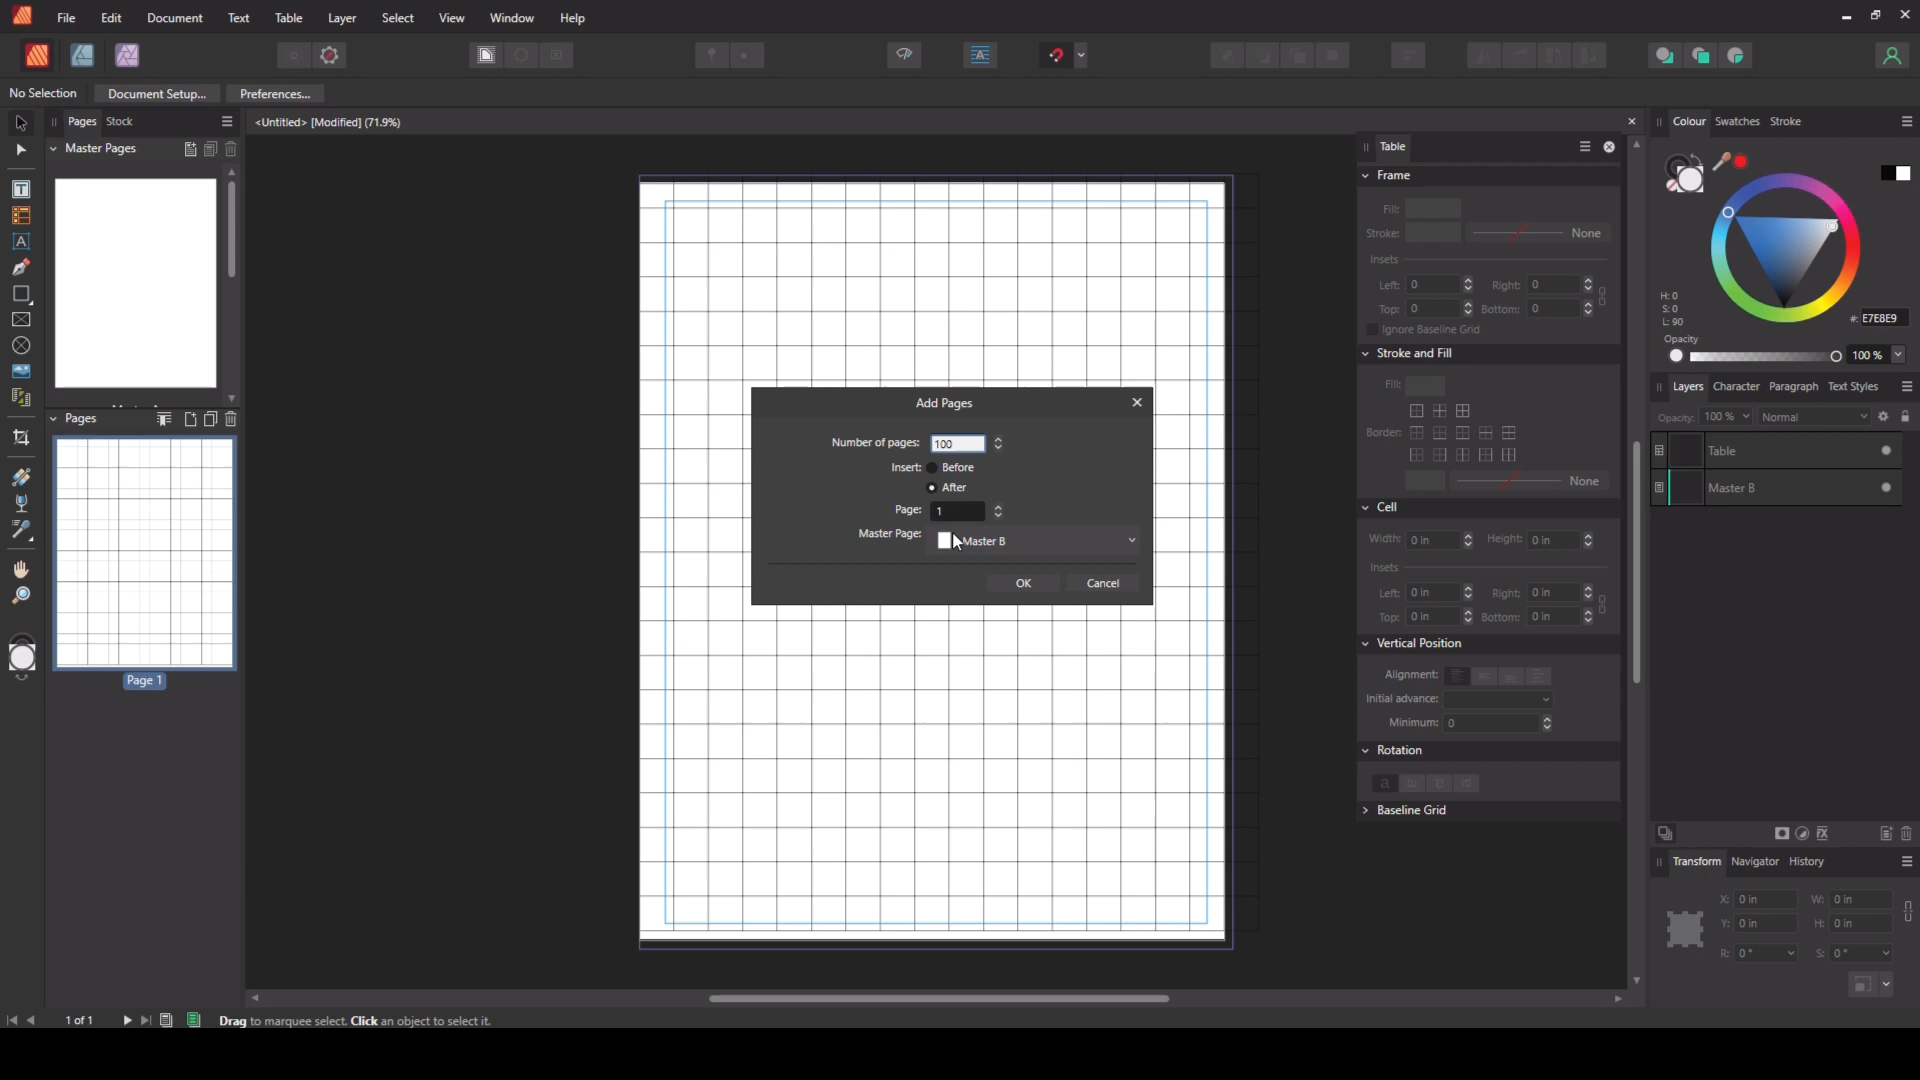 File Edit Document Text Table Layer Select View Window Help
No Selection Document Setup... Preferences...
Pages Stock
Master Pages
Pages
Page 1
<Untitled> [Modified] (71.9%)
Add Pages
Number of pages: 100
Insert: Before
After
Page: 1
Master Page: Master B
OK Cancel
Table
Frame
Fill:
Stroke: None
Insets
Left: 0 Right: 0
Top: 0 Bottom: 0
Ignore Baseline Grid
Stroke and Fill
Fill:
Border:
None
Cell
Width: 0 in Height: 0 in
Insets
Left: 0 in Right: 0 in
Top: 0 in Bottom: 0 in
Vertical Position
Alignment:
Initial advance:
Minimum: 0
Rotation
Baseline Grid
Colour Swatches Stroke
H: 0
S: 0
L: 90
#: E7E8E9
Opacity
100 %
Layers Character Paragraph Text Styles
Opacity: 100 % Normal
Table
Master B
Transform Navigator History
X: 0 in W: 0 in
Y: 0 in H: 0 in
R: 0 ° S: 0 °
1 of 1 Drag to marquee select. Click an object to select it.